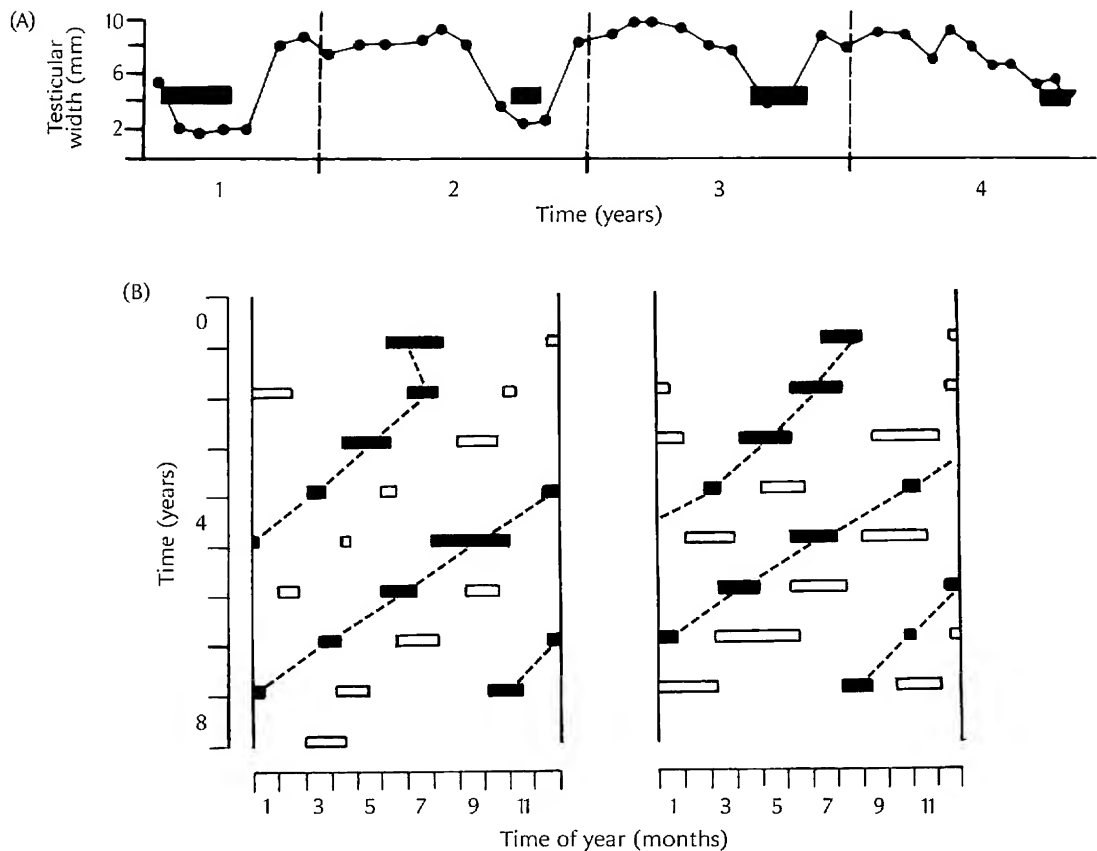 (A)
Testicular
width (mm)
10
6
2
1 2 3 4
Time (years)
(B)
Time (years)
0
4
8
1 3 5 7 9 11
1 3 5 7 9 11
Time of year (months)